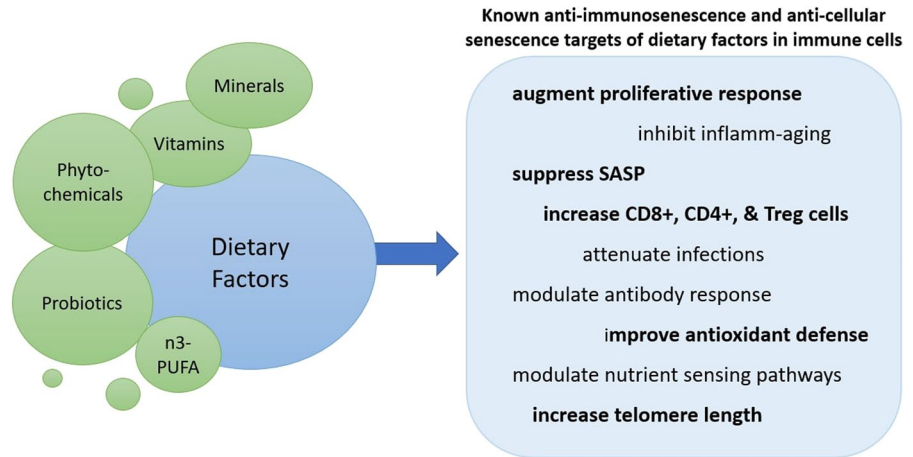 Known anti-immunosenescence and anti-cellular
senescence targets of dietary factors in immune cells
Minerals
Vitamins
Phyto-
chemicals
Dietary
Factors
Probiotics
n3-
PUFA
augment proliferative response
inhibit inflamm-aging
suppress SASP
increase CD8+, CD4+, & Treg cells
attenuate infections
modulate antibody response
improve antioxidant defense
modulate nutrient sensing pathways
increase telomere length